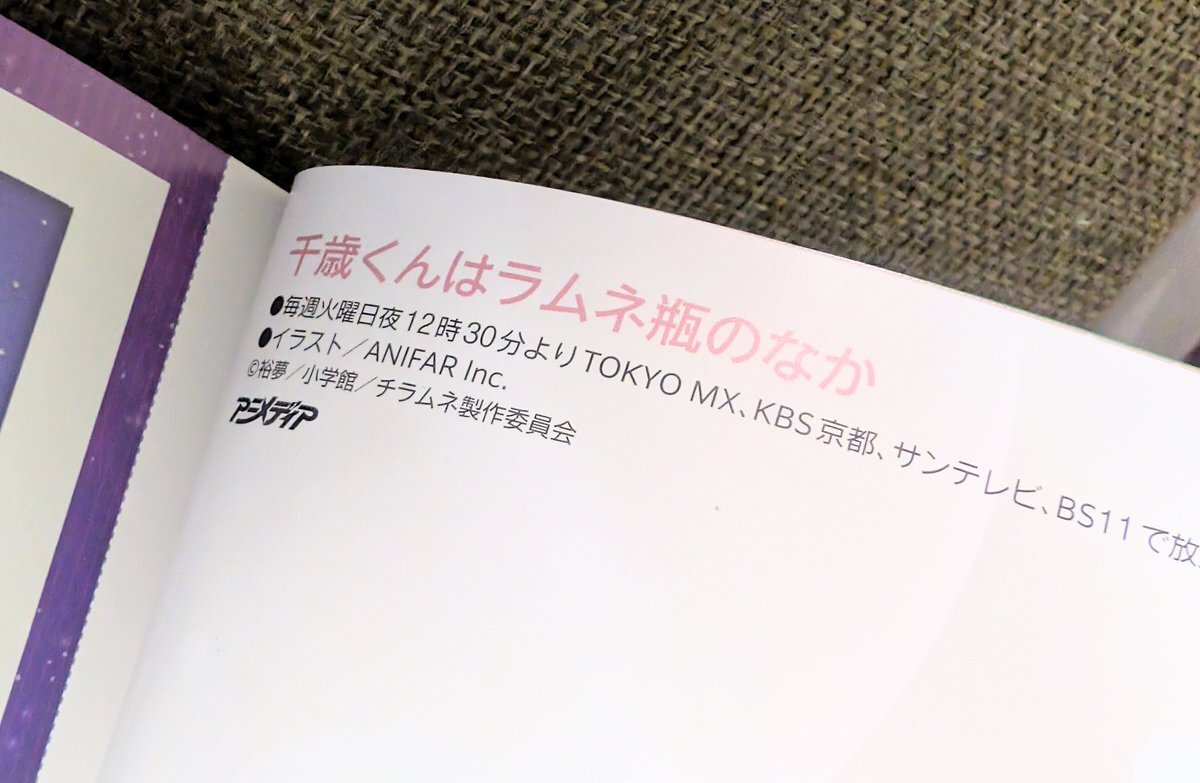 千歳くんはラムネ瓶のなか
●毎週火曜日夜12時30分よりTOKYO MX、KBS京都、サンテレビ、BS11で放
●イラスト／ANIFAR Inc.
©裕夢／小学館／チラムネ製作委員会
アニメディア